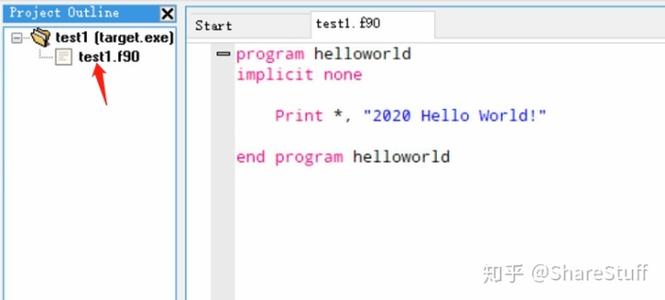 Project Outline
test1 (target.exe)
test1.f90
Start
test1.f90
program helloworld
implicit none
Print *, "2020 Hello World!"
end program helloworld
知乎 @ShareStuff